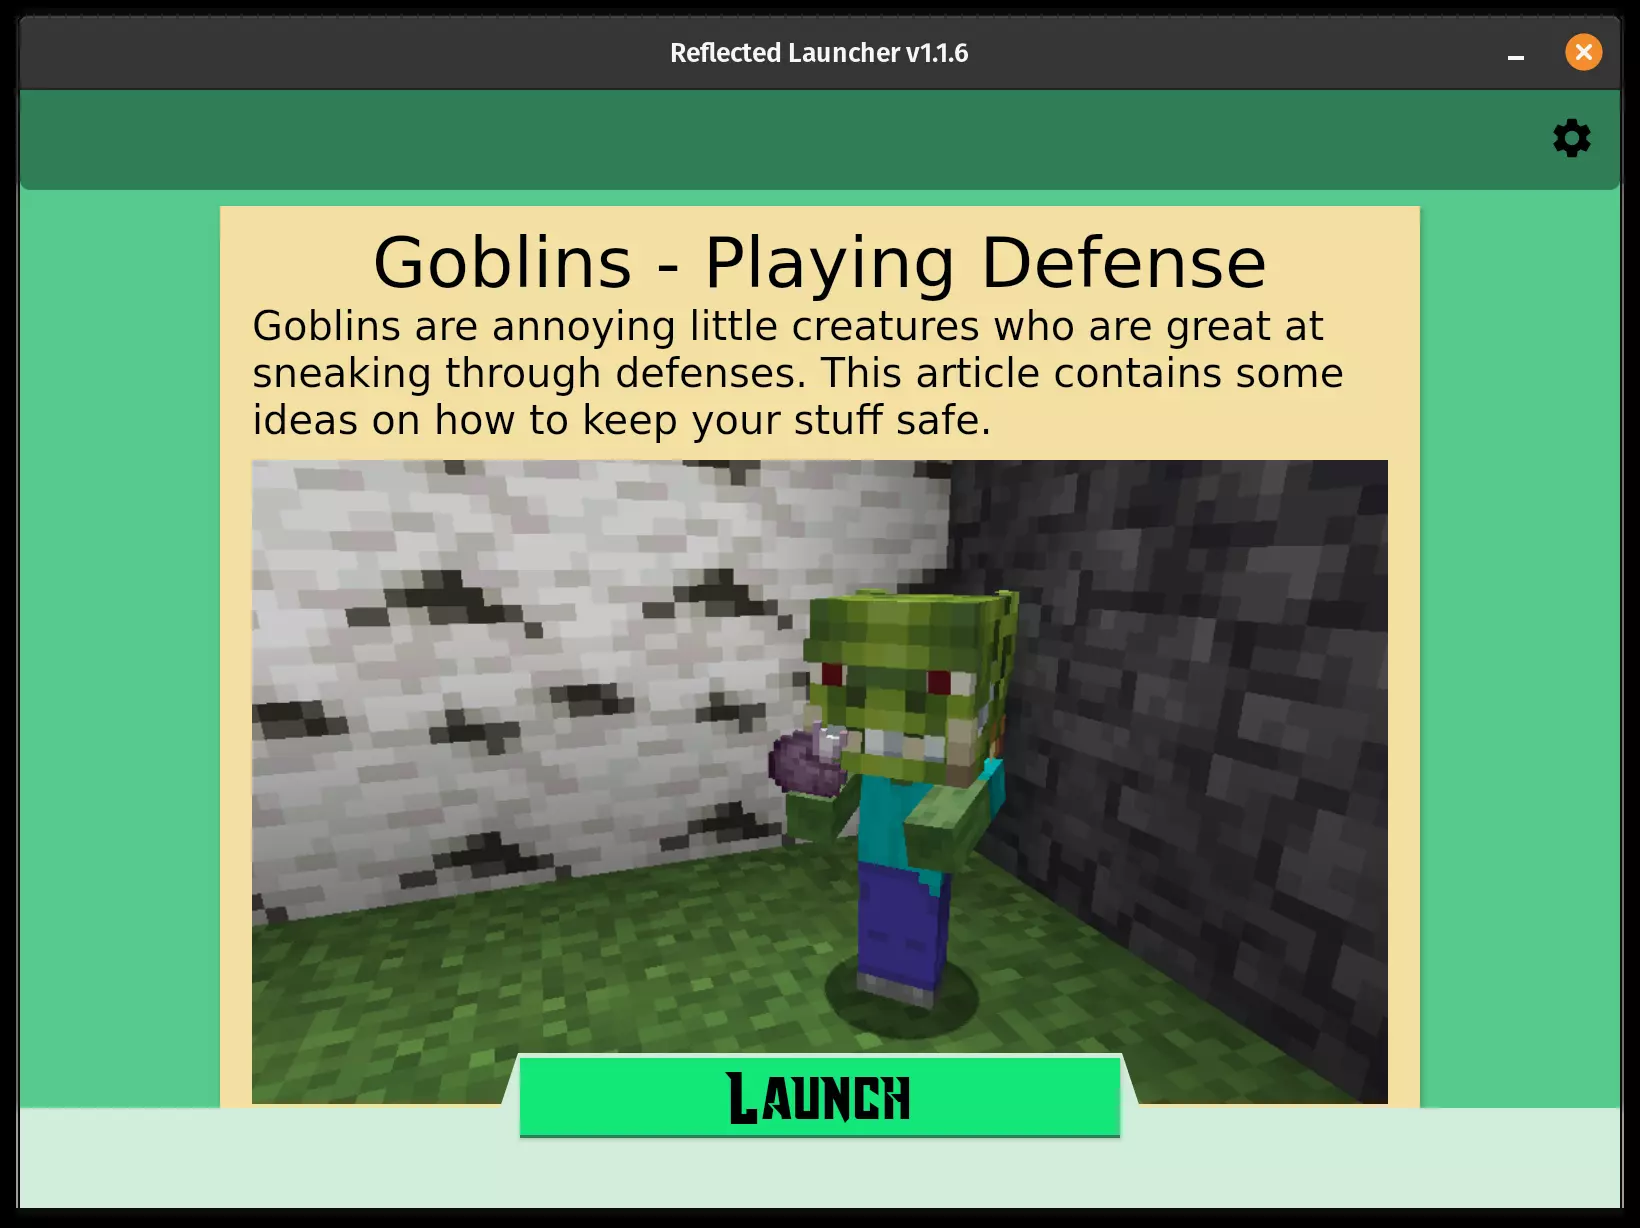 Reflected Launcher v1.1.6
Goblins - Playing Defense
Goblins are annoying little creatures who are great at
sneaking through defenses. This article contains some
ideas on how to keep your stuff safe.
Launch